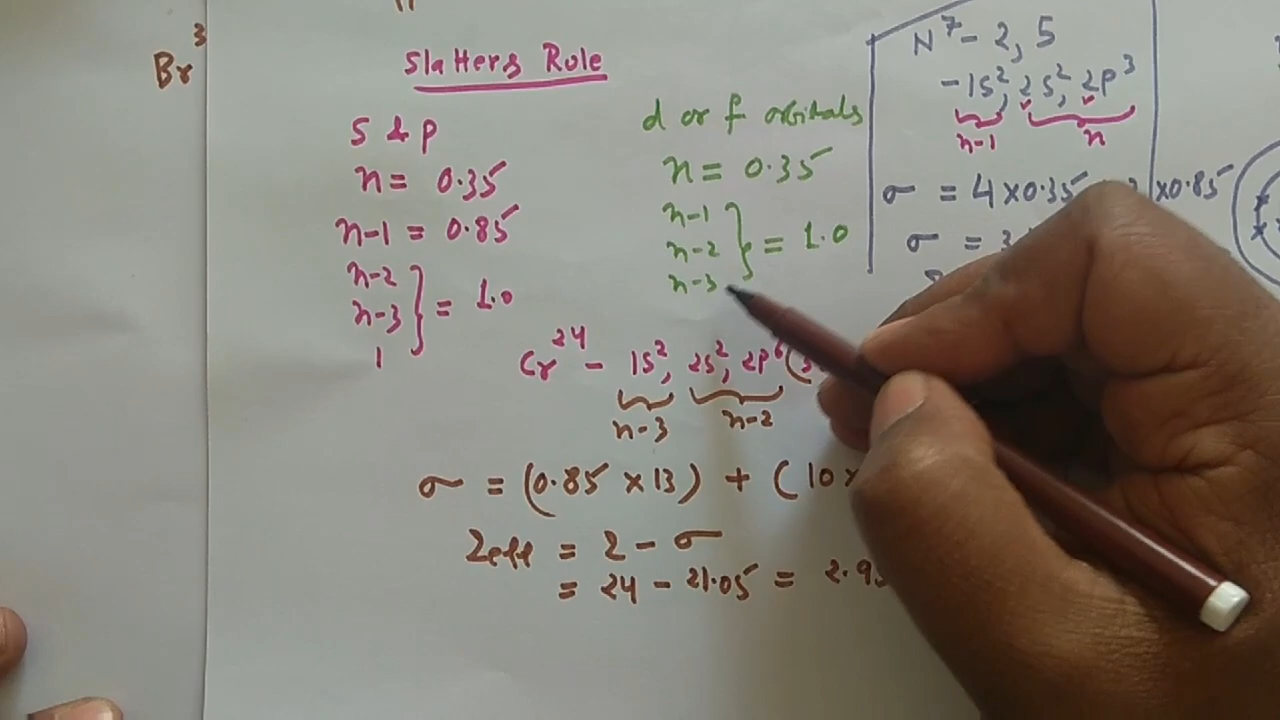 Br³
Slatters Rule
S & p
n = 0.35
n-1 = 0.85
n-2
n-3
1
} = 1.0
d or f orbitals
n = 0.35
n-1
n-2
n-3
} = 1.0
N⁷ - 2, 5
- 1s², 2s², 2p³
n-1 n
σ = 4×0.35 ×0.85
σ = 3.
Cr²⁴ - 1s², 2s², 2p⁶ (
n-3 n-2
σ = (0.85 × 13) + (10×
Zeff = Z - σ
= 24 - 21.05 = 2.95